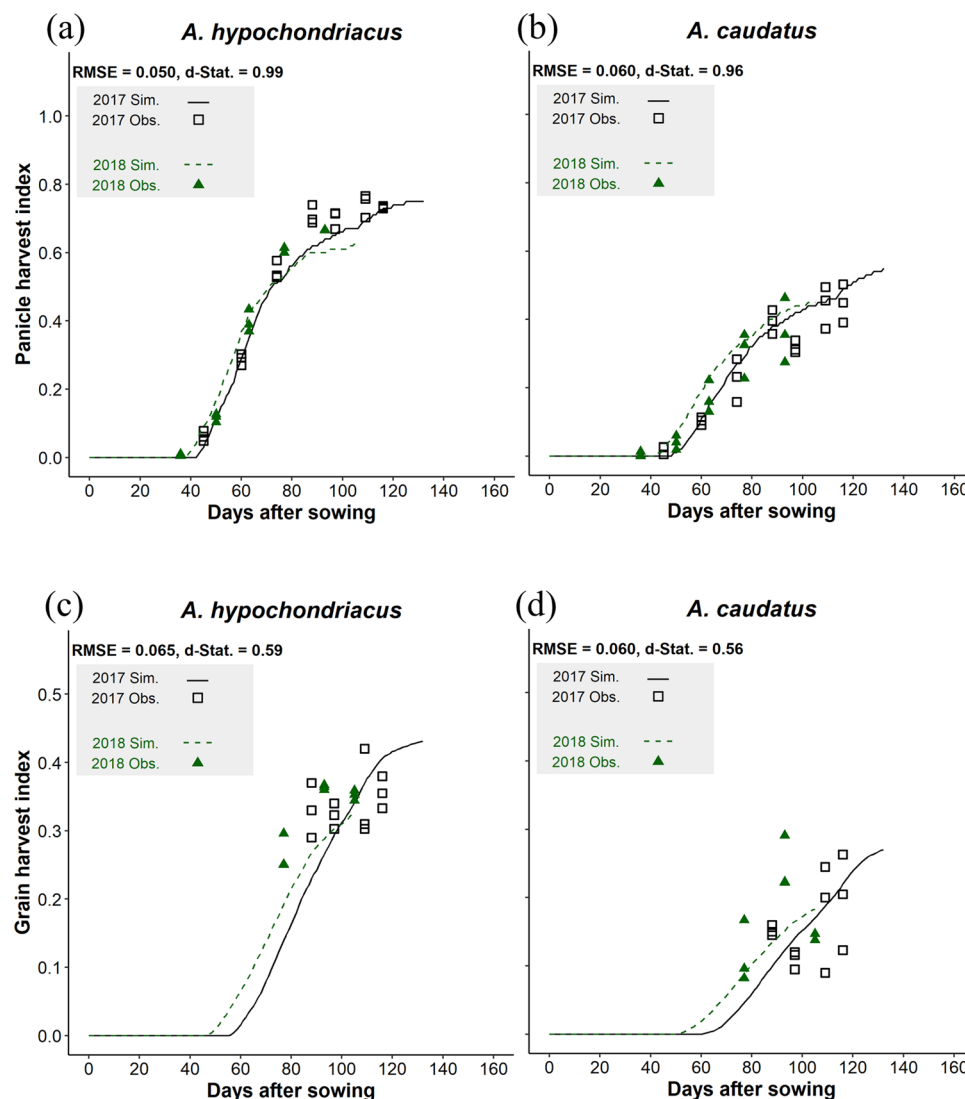 (a)
A. hypochondriacus
RMSE = 0.050, d-Stat. = 0.99
2017 Sim.
2017 Obs.
2018 Sim.
2018 Obs.
Panicle harvest index
1.0
0.8
0.6
0.4
0.2
0.0
0 20 40 60 80 100 120 140 160
Days after sowing
(b)
A. caudatus
RMSE = 0.060, d-Stat. = 0.96
2017 Sim.
2017 Obs.
2018 Sim.
2018 Obs.
0 20 40 60 80 100 120 140 160
Days after sowing
(c)
A. hypochondriacus
RMSE = 0.065, d-Stat. = 0.59
2017 Sim.
2017 Obs.
2018 Sim.
2018 Obs.
Grain harvest index
0.5
0.4
0.3
0.2
0.1
0.0
0 20 40 60 80 100 120 140 160
Days after sowing
(d)
A. caudatus
RMSE = 0.060, d-Stat. = 0.56
2017 Sim.
2017 Obs.
2018 Sim.
2018 Obs.
0 20 40 60 80 100 120 140 160
Days after sowing